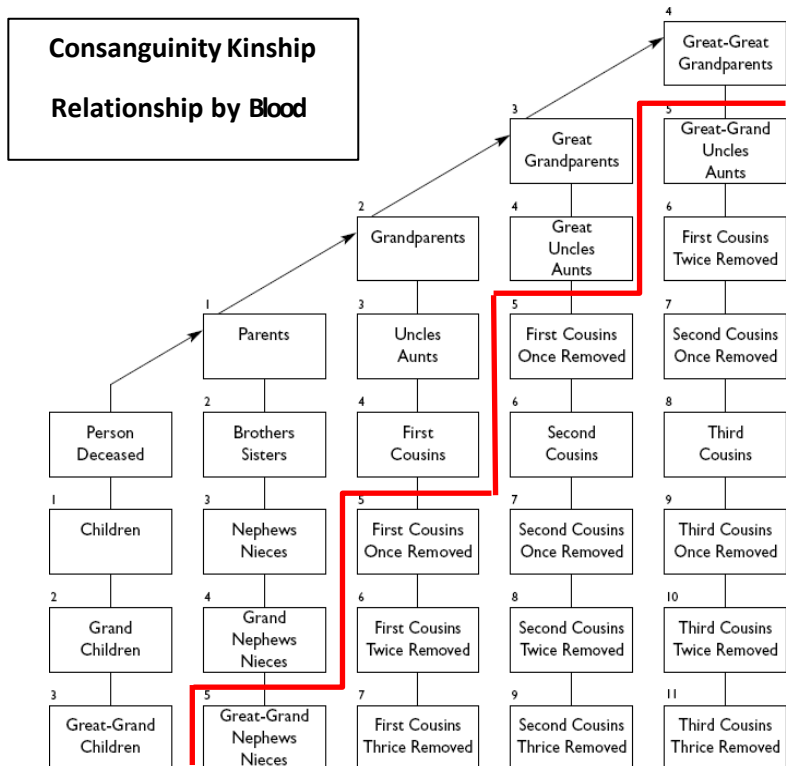 Consanguinity Kinship
Relationship by Blood
4
Great-Great
Grandparents
3
Great
Grandparents
5
Great-Grand
Uncles
Aunts
2
Grandparents
4
Great
Uncles
Aunts
6
First Cousins
Twice Removed
1
Parents
3
Uncles
Aunts
5
First Cousins
Once Removed
7
Second Cousins
Once Removed
Person
Deceased
2
Brothers
Sisters
4
First
Cousins
6
Second
Cousins
8
Third
Cousins
1
Children
3
Nephews
Nieces
5
First Cousins
Once Removed
7
Second Cousins
Once Removed
9
Third Cousins
Once Removed
2
Grand
Children
4
Grand
Nephews
Nieces
6
First Cousins
Twice Removed
8
Second Cousins
Twice Removed
10
Third Cousins
Twice Removed
3
Great-Grand
Children
5
Great-Grand
Nephews
Nieces
7
First Cousins
Thrice Removed
9
Second Cousins
Thrice Removed
11
Third Cousins
Thrice Removed